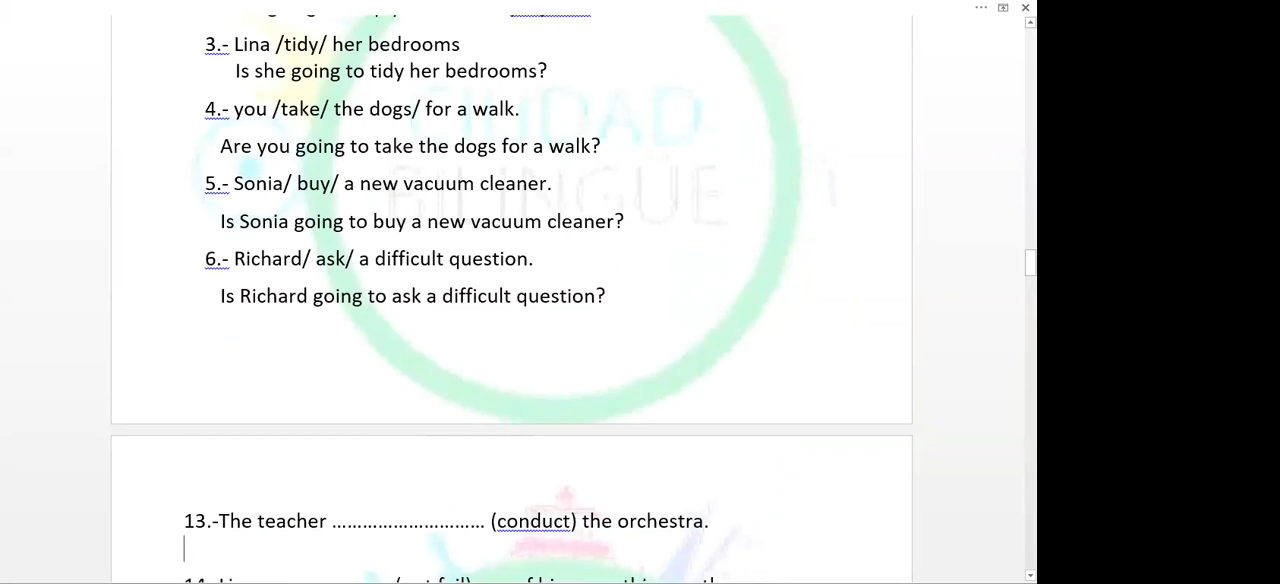 3.- Lina /tidy/ her bedrooms
Is she going to tidy her bedrooms?
4.- you /take/ the dogs/ for a walk.
Are you going to take the dogs for a walk?
5.- Sonia/ buy/ a new vacuum cleaner.
Is Sonia going to buy a new vacuum cleaner?
6.- Richard/ ask/ a difficult question.
Is Richard going to ask a difficult question?
CIUDAD
BILINGÜE
13.-The teacher ………………………… (conduct) the orchestra.